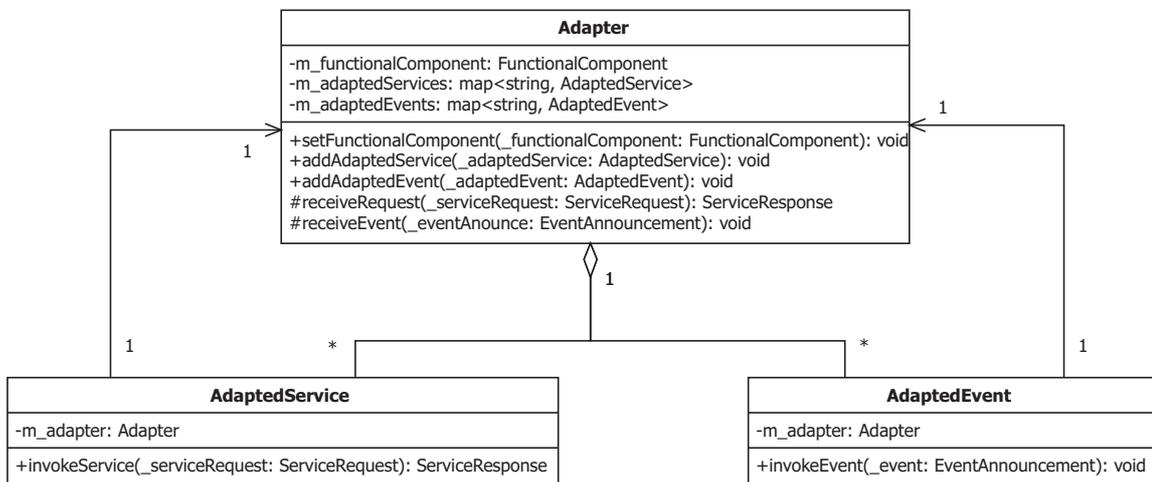 Adapter
-m_functionalComponent: FunctionalComponent
-m_adaptedServices: map<string, AdaptedService>
-m_adaptedEvents: map<string, AdaptedEvent>
+setFunctionalComponent(_functionalComponent: FunctionalComponent): void
+addAdaptedService(_adaptedService: AdaptedService): void
+addAdaptedEvent(_adaptedEvent: AdaptedEvent): void
#receiveRequest(_serviceRequest: ServiceRequest): ServiceResponse
#receiveEvent(_eventAnounce: EventAnnouncement): void
1
1
1
1
*
*
1
AdaptedService
-m_adapter: Adapter
+invokeService(_serviceRequest: ServiceRequest): ServiceResponse
AdaptedEvent
-m_adapter: Adapter
+invokeEvent(_event: EventAnnouncement): void